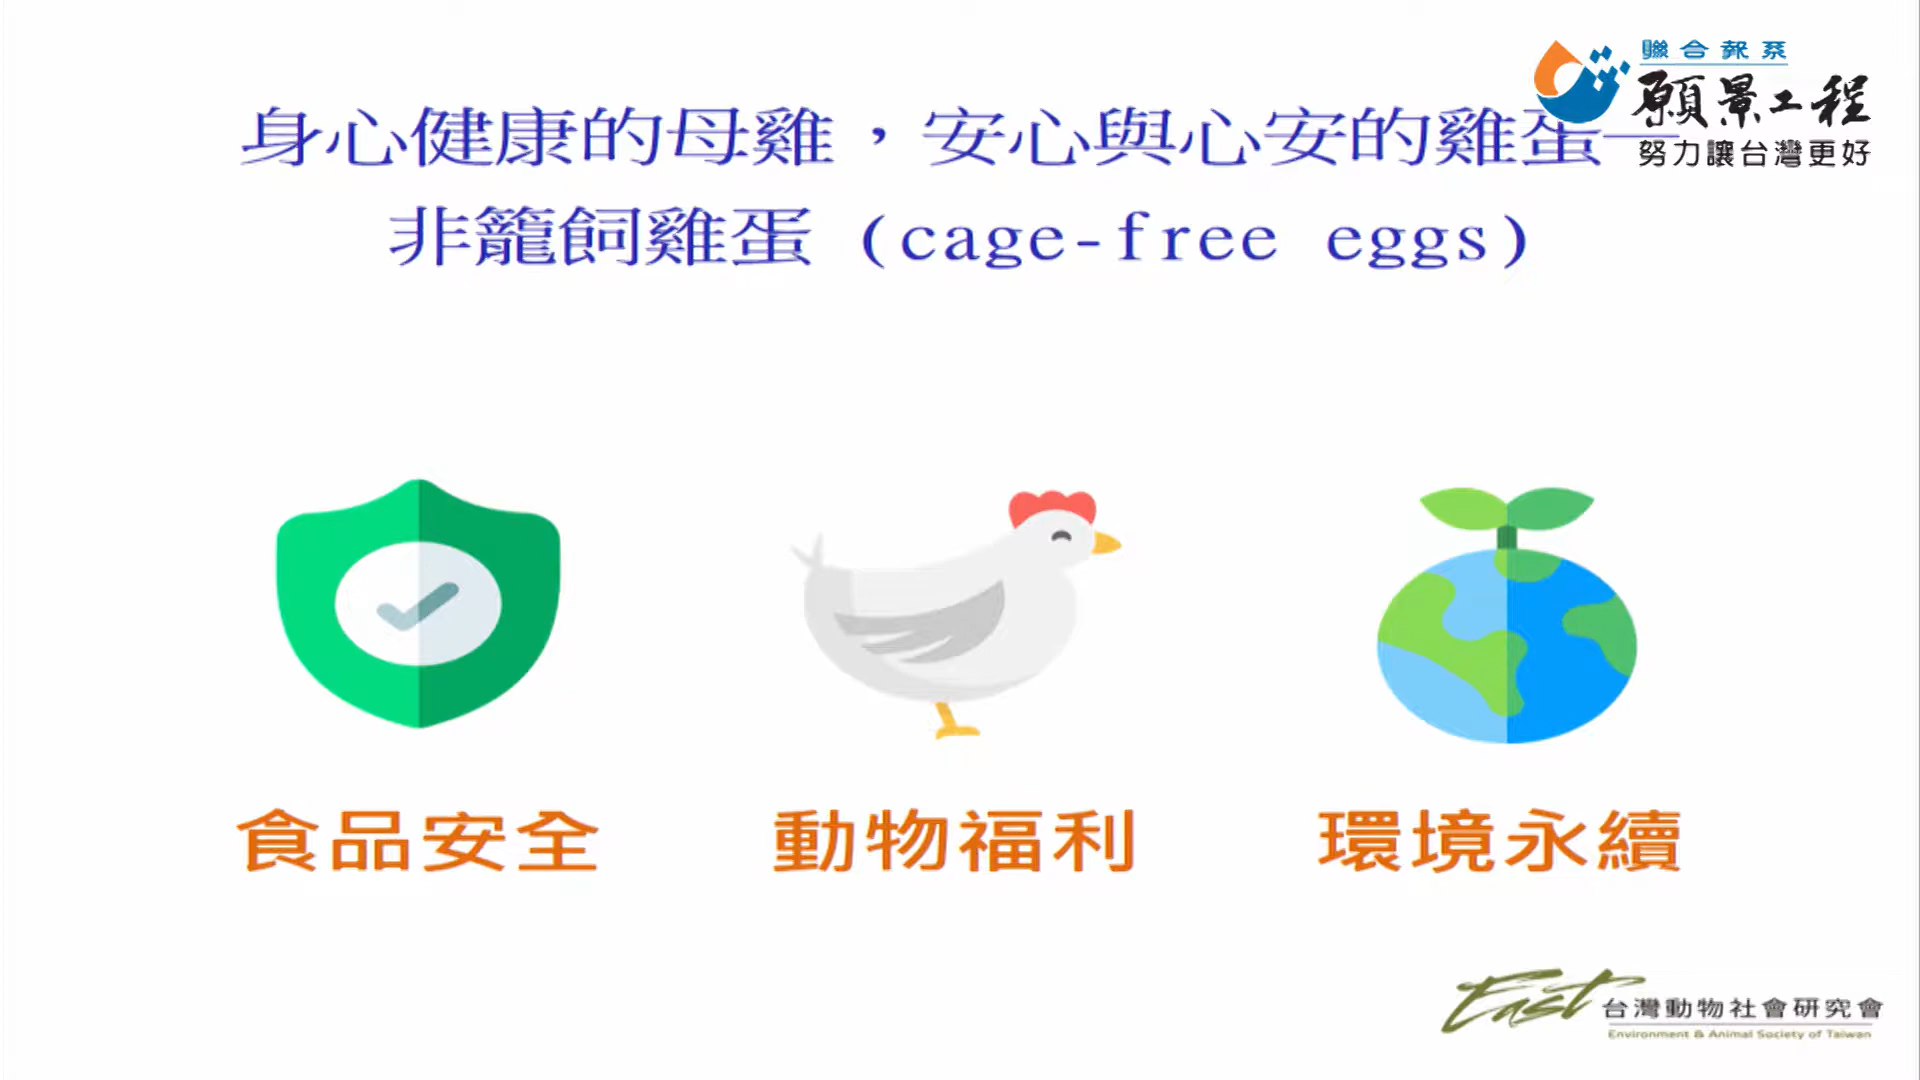 聯合報系
願景工程
努力讓台灣更好
身心健康的母雞，安心與心安的雞蛋—
非籠飼雞蛋 (cage-free eggs)
食品安全
動物福利
環境永續
East 台灣動物社會研究會
Environment & Animal Society of Taiwan